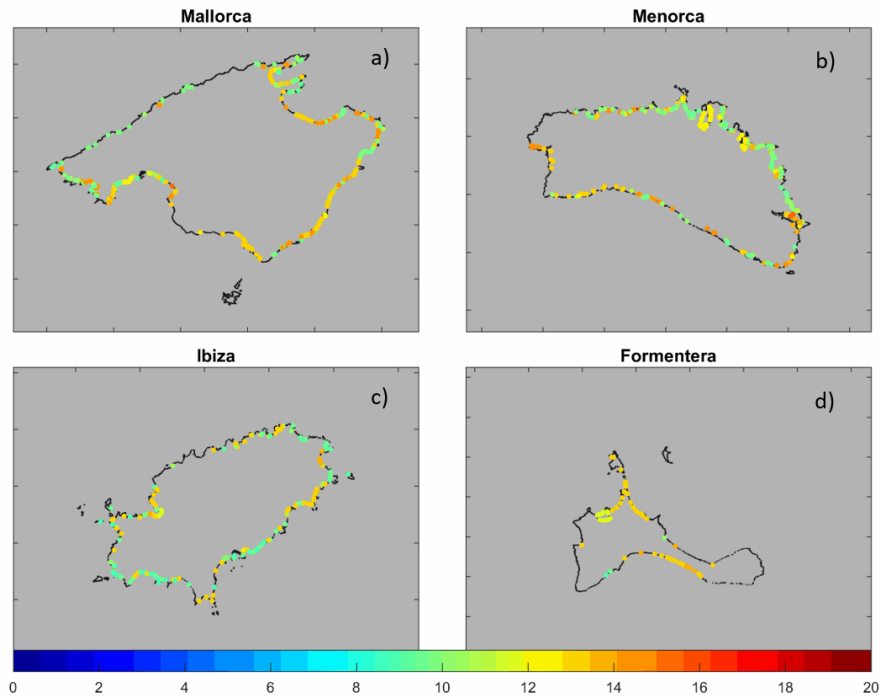 Mallorca
Menorca
a)
b)
Ibiza
Formentera
c)
d)
0 2 4 6 8 10 12 14 16 18 20